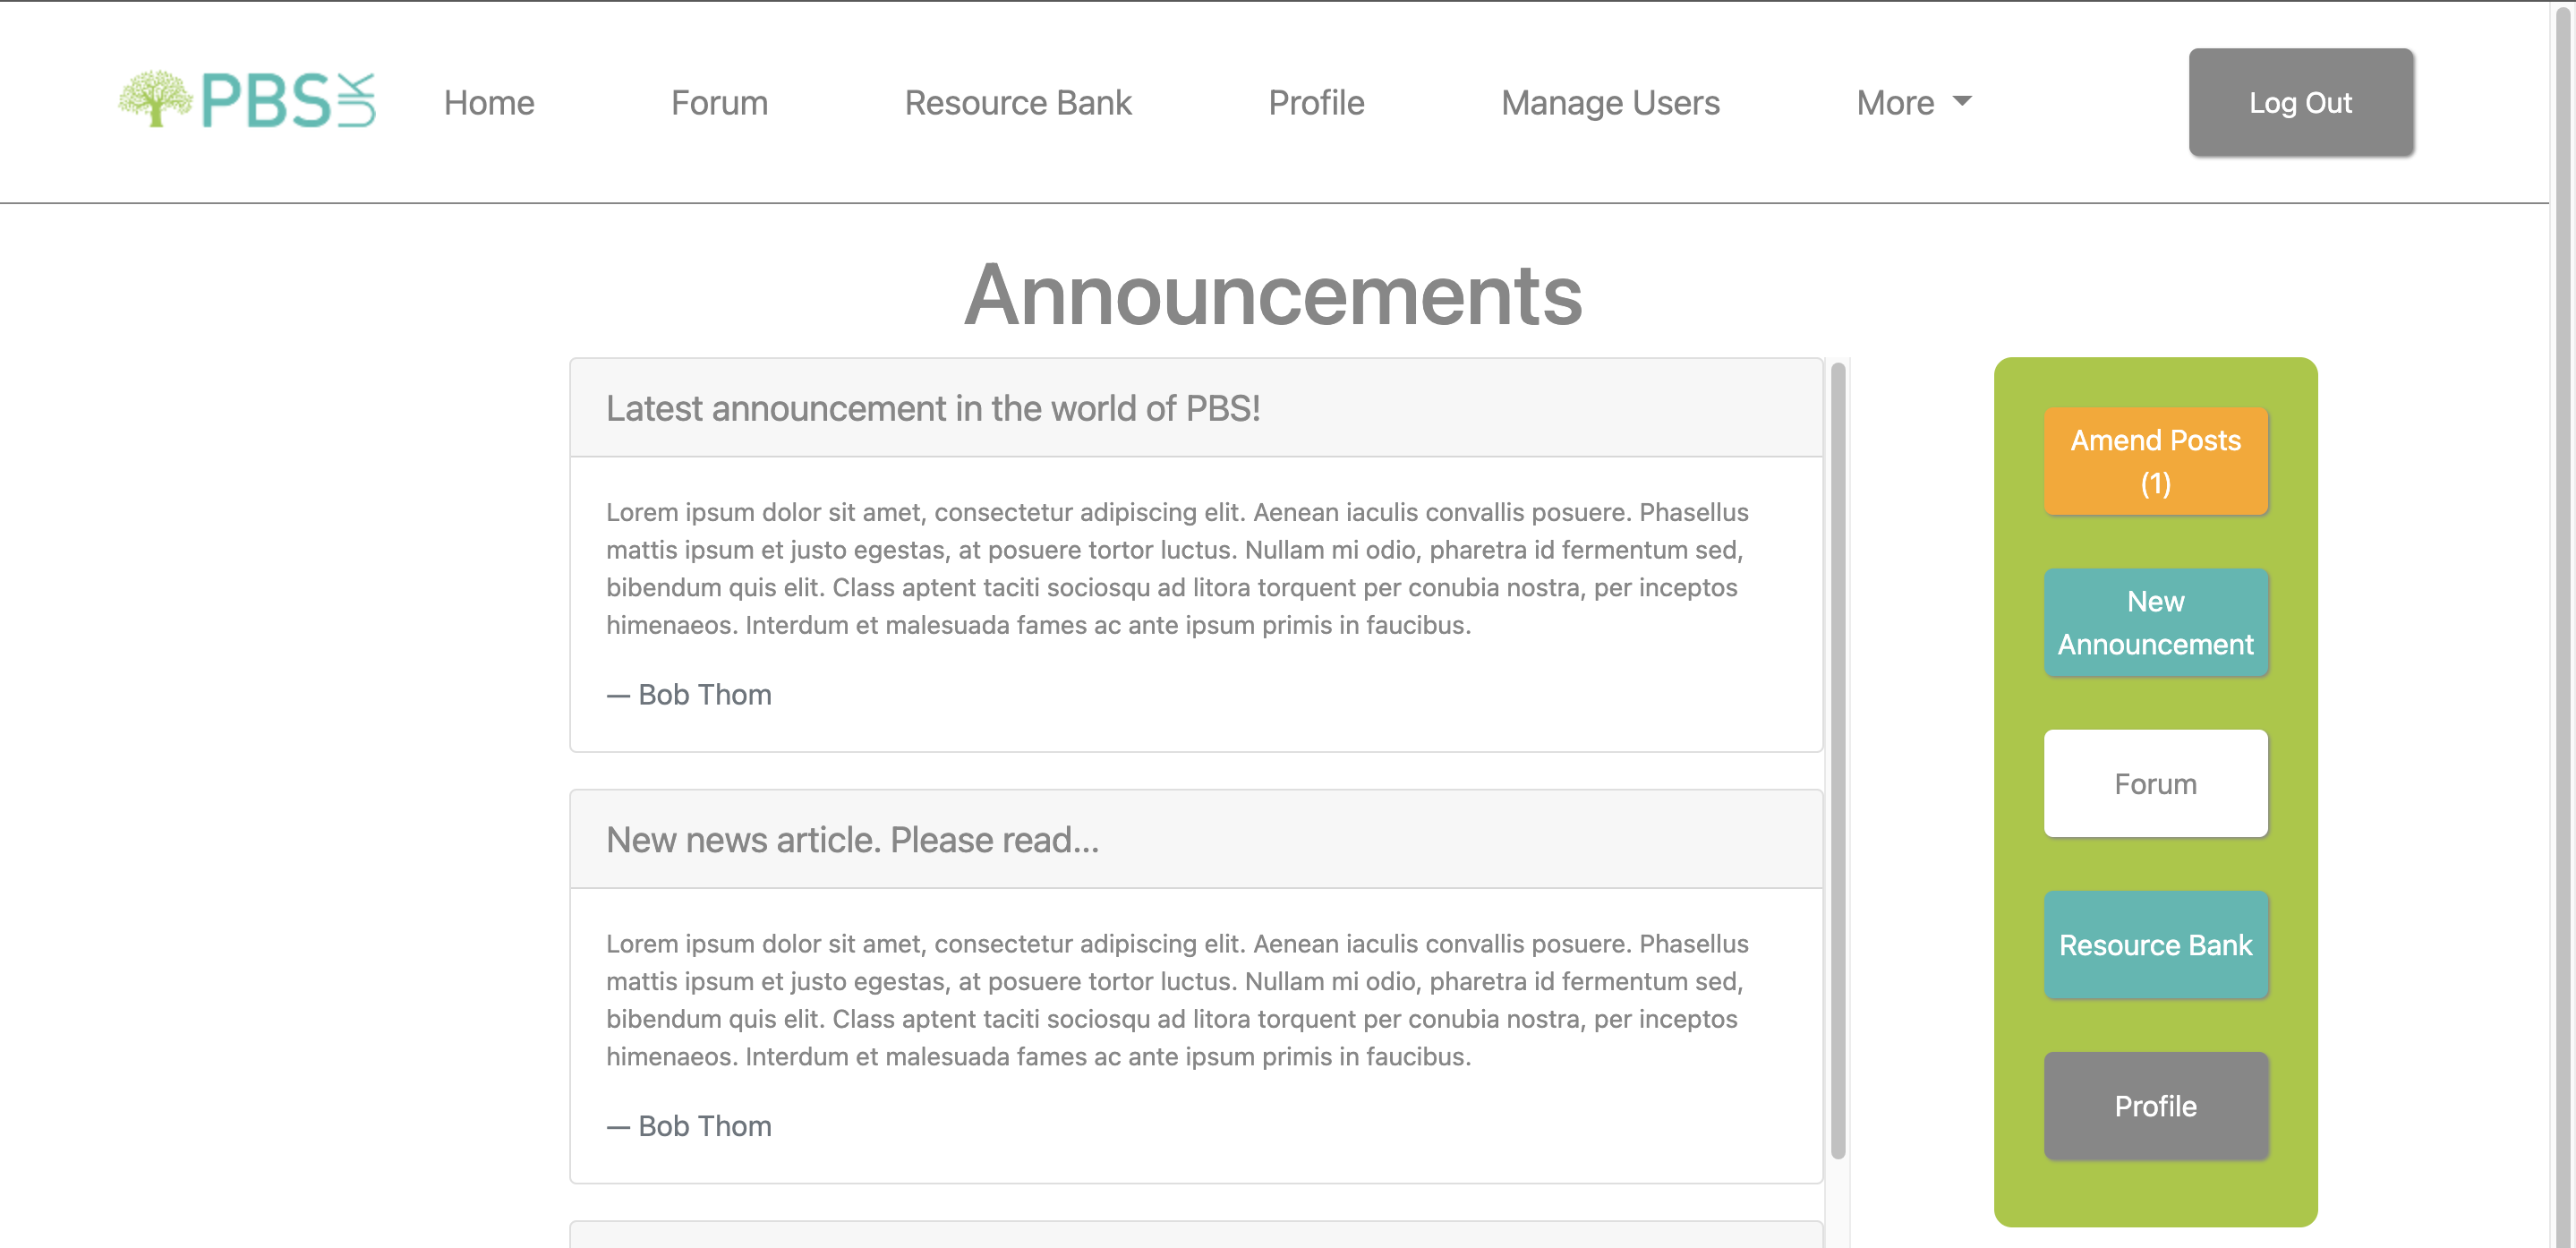 PBS UK
Home
Forum
Resource Bank
Profile
Manage Users
More
Log Out
Announcements
Latest announcement in the world of PBS!
Lorem ipsum dolor sit amet, consectetur adipiscing elit. Aenean iaculis convallis posuere. Phasellus
mattis ipsum et justo egestas, at posuere tortor luctus. Nullam mi odio, pharetra id fermentum sed,
bibendum quis elit. Class aptent taciti sociosqu ad litora torquent per conubia nostra, per inceptos
himenaeos. Interdum et malesuada fames ac ante ipsum primis in faucibus.
— Bob Thom
New news article. Please read...
Lorem ipsum dolor sit amet, consectetur adipiscing elit. Aenean iaculis convallis posuere. Phasellus
mattis ipsum et justo egestas, at posuere tortor luctus. Nullam mi odio, pharetra id fermentum sed,
bibendum quis elit. Class aptent taciti sociosqu ad litora torquent per conubia nostra, per inceptos
himenaeos. Interdum et malesuada fames ac ante ipsum primis in faucibus.
— Bob Thom
Amend Posts
(1)
New
Announcement
Forum
Resource Bank
Profile